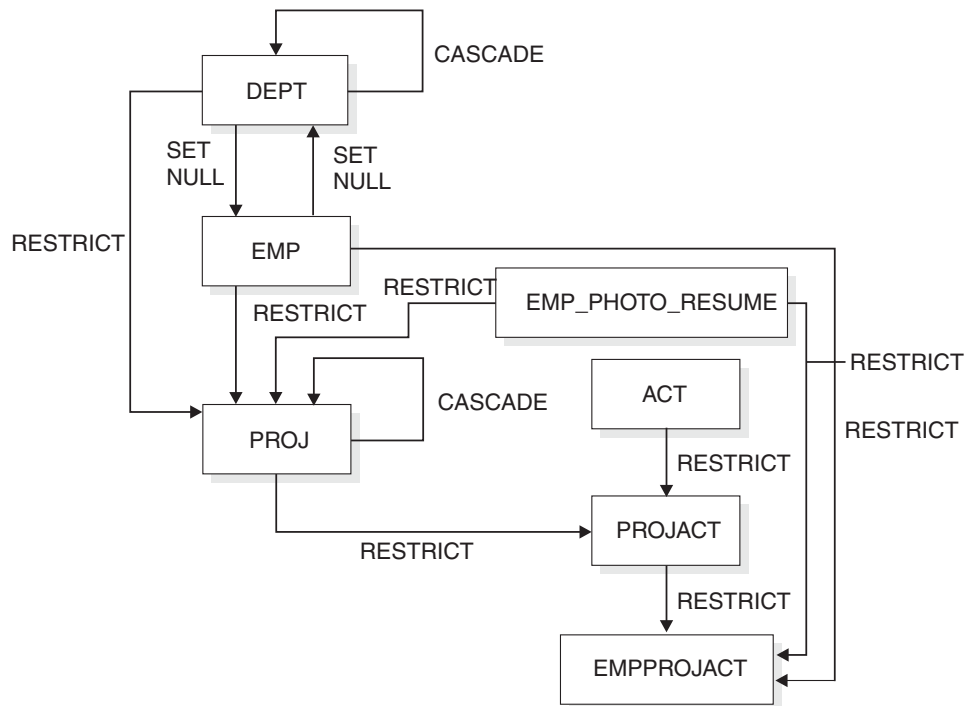 CASCADE
DEPT
SET
NULL
SET
NULL
RESTRICT
EMP
RESTRICT
RESTRICT
EMP_PHOTO_RESUME
RESTRICT
ACT
CASCADE
PROJ
RESTRICT
RESTRICT
PROJACT
RESTRICT
RESTRICT
EMPPROJACT